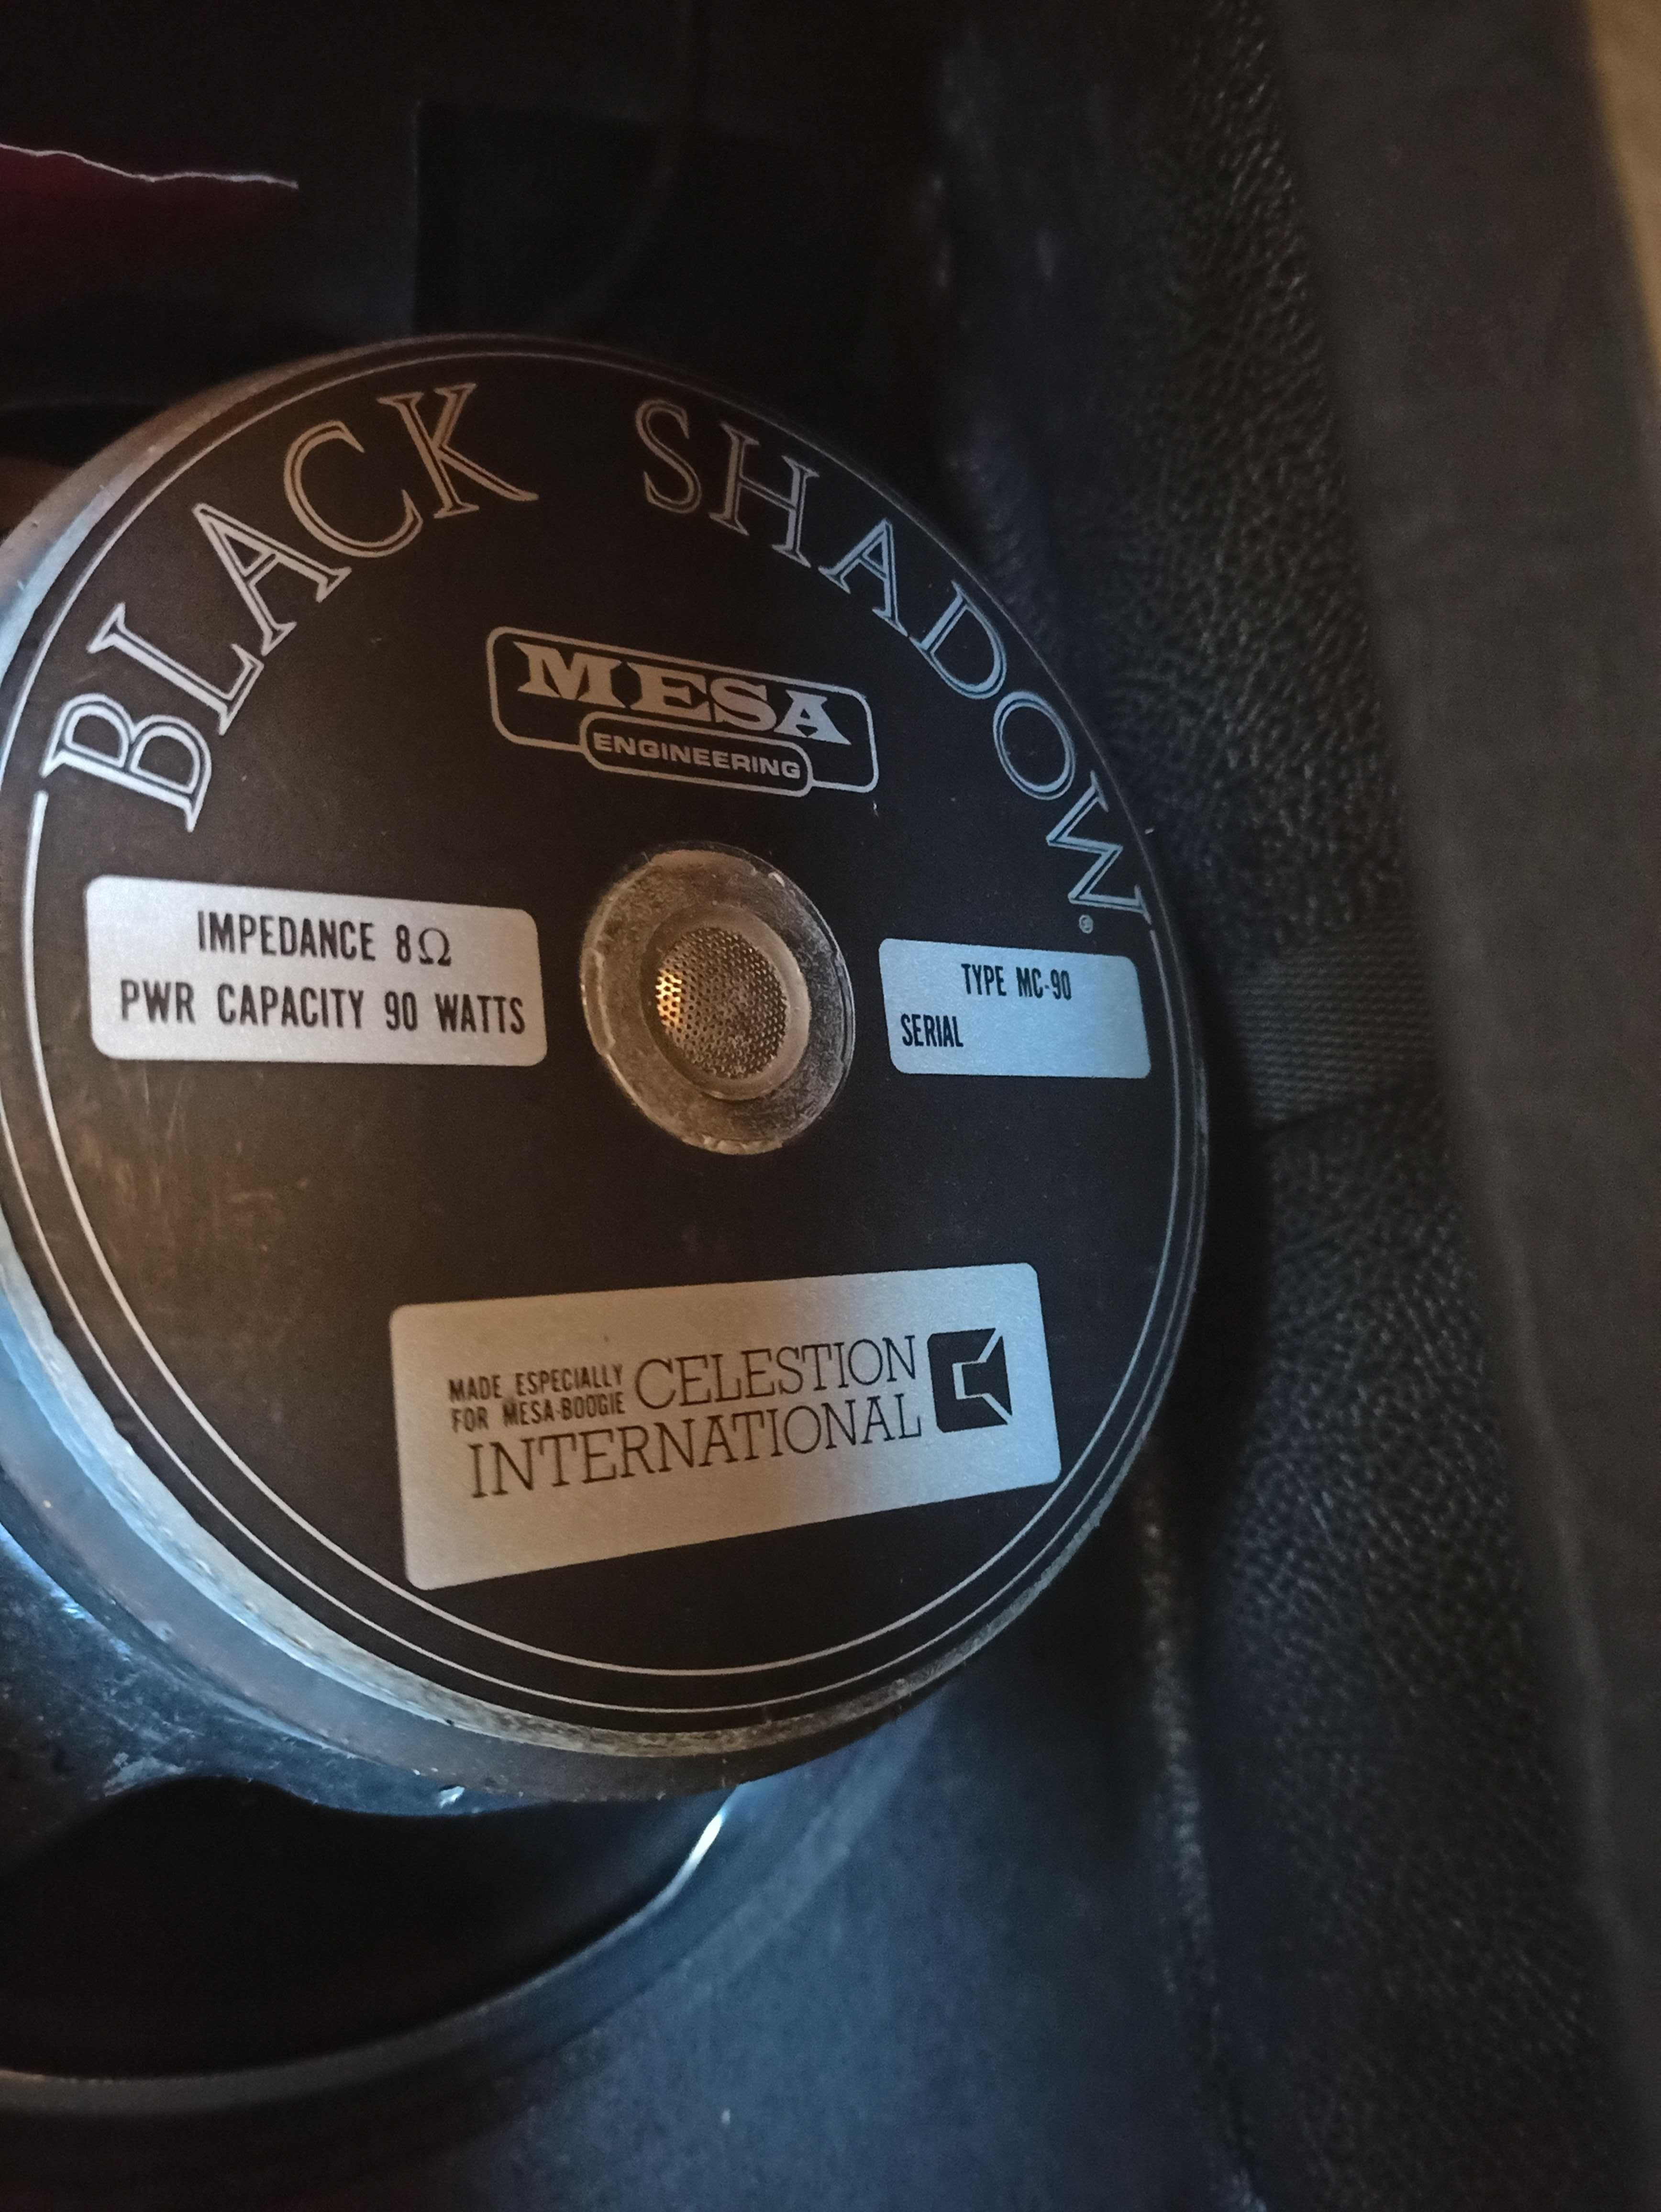 BLACK SHADOW®
MESA
ENGINEERING
IMPEDANCE 8Ω
PWR CAPACITY 90 WATTS
TYPE MC-90
SERIAL
MADE ESPECIALLY
FOR MESA-BOOGIE
CELESTION
INTERNATIONAL